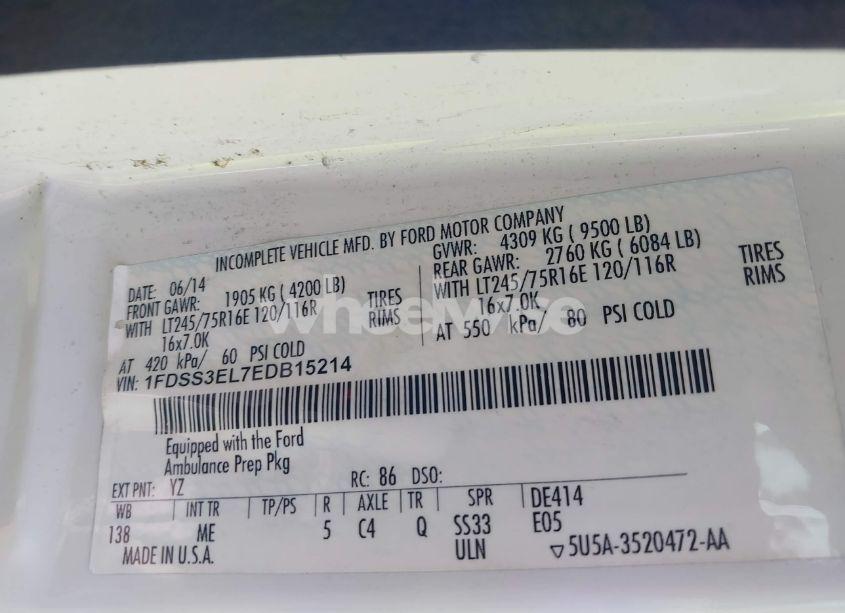 INCOMPLETE VEHICLE MFD. BY FORD MOTOR COMPANY
DATE: 06/14
FRONT GAWR: 1905 KG ( 4200 LB)
WITH LT245/75R16E 120/116R TIRES
16x7.0K RIMS
AT 420 kPa/ 60 PSI COLD
GVWR: 4309 KG ( 9500 LB)
REAR GAWR: 2760 KG ( 6084 LB)
WITH LT245/75R16E 120/116R TIRES
16x7.0K RIMS
AT 550 kPa/ 80 PSI COLD
VIN: 1FDSS3EL7EDB15214
wheelwise
Equipped with the Ford
Ambulance Prep Pkg
EXT PNT: YZ RC: 86 DSO:
WB INT TR TP/PS R AXLE TR SPR DE414
138 ME 5 C4 Q SS33 E05
ULN ▽5U5A-3520472-AA
MADE IN U.S.A.